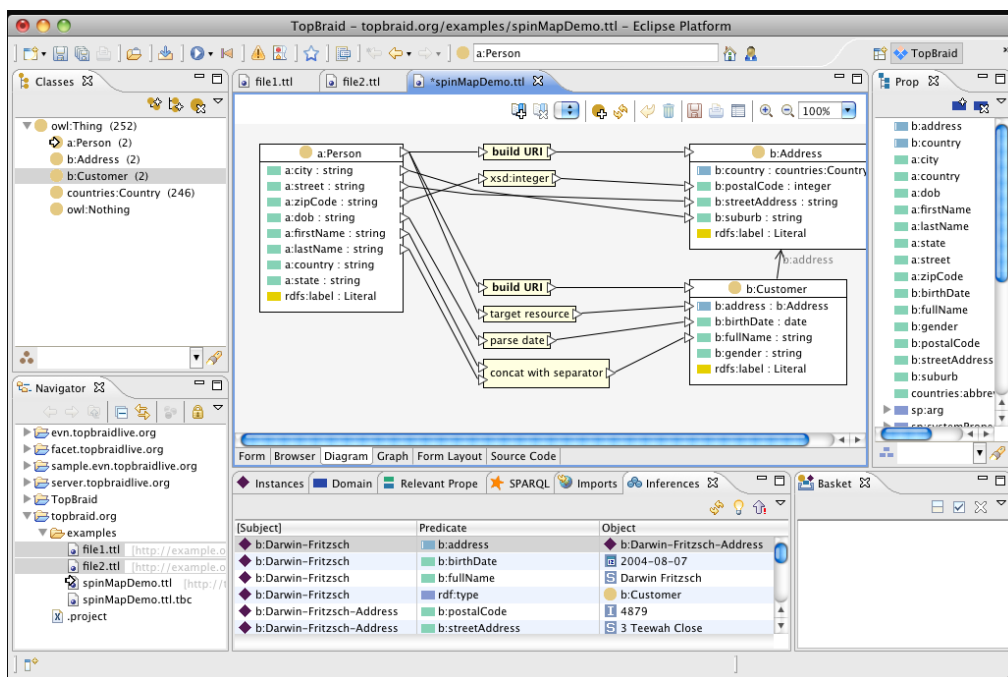 TopBraid – topbraid.org/examples/spinMapDemo.ttl – Eclipse Platform
a:Person
TopBraid
Classes
owl:Thing (252)
a:Person (2)
b:Address (2)
b:Customer (2)
countries:Country (246)
owl:Nothing
file1.ttl
file2.ttl
*spinMapDemo.ttl
100%
a:Person
a:city : string
a:street : string
a:zipCode : string
a:dob : string
a:firstName : string
a:lastName : string
a:country : string
a:state : string
rdfs:label : Literal
build URI
xsd:integer
build URI
target resource
parse date
concat with separator
b:Address
b:country : countries:Country
b:postalCode : integer
b:streetAddress : string
b:suburb : string
rdfs:label : Literal
b:address
b:Customer
b:address : b:Address
b:birthDate : date
b:fullName : string
b:gender : string
rdfs:label : Literal
Form Browser Diagram Graph Form Layout Source Code
Prop
b:address
b:country
a:city
a:country
a:dob
a:firstName
a:lastName
a:state
a:street
a:zipCode
b:birthDate
b:fullName
b:gender
b:postalCode
b:streetAddress
b:suburb
countries:abbre
sp:arg
Navigator
evn.topbraidlive.org
facet.topbraidlive.org
sample.evn.topbraidlive.org
server.topbraidlive.org
TopBraid
topbraid.org
examples
file1.ttl [http://example.o
file2.ttl [http://example.o
spinMapDemo.ttl [http://t
spinMapDemo.ttl.tbc
.project
Instances Domain Relevant Prope SPARQL Imports Inferences
[Subject] Predicate Object
b:Darwin-Fritzsch b:address b:Darwin-Fritzsch-Address
b:Darwin-Fritzsch b:birthDate 2004-08-07
b:Darwin-Fritzsch b:fullName Darwin Fritzsch
b:Darwin-Fritzsch rdf:type b:Customer
b:Darwin-Fritzsch-Address b:postalCode 4879
b:Darwin-Fritzsch-Address b:streetAddress 3 Teewah Close
Basket